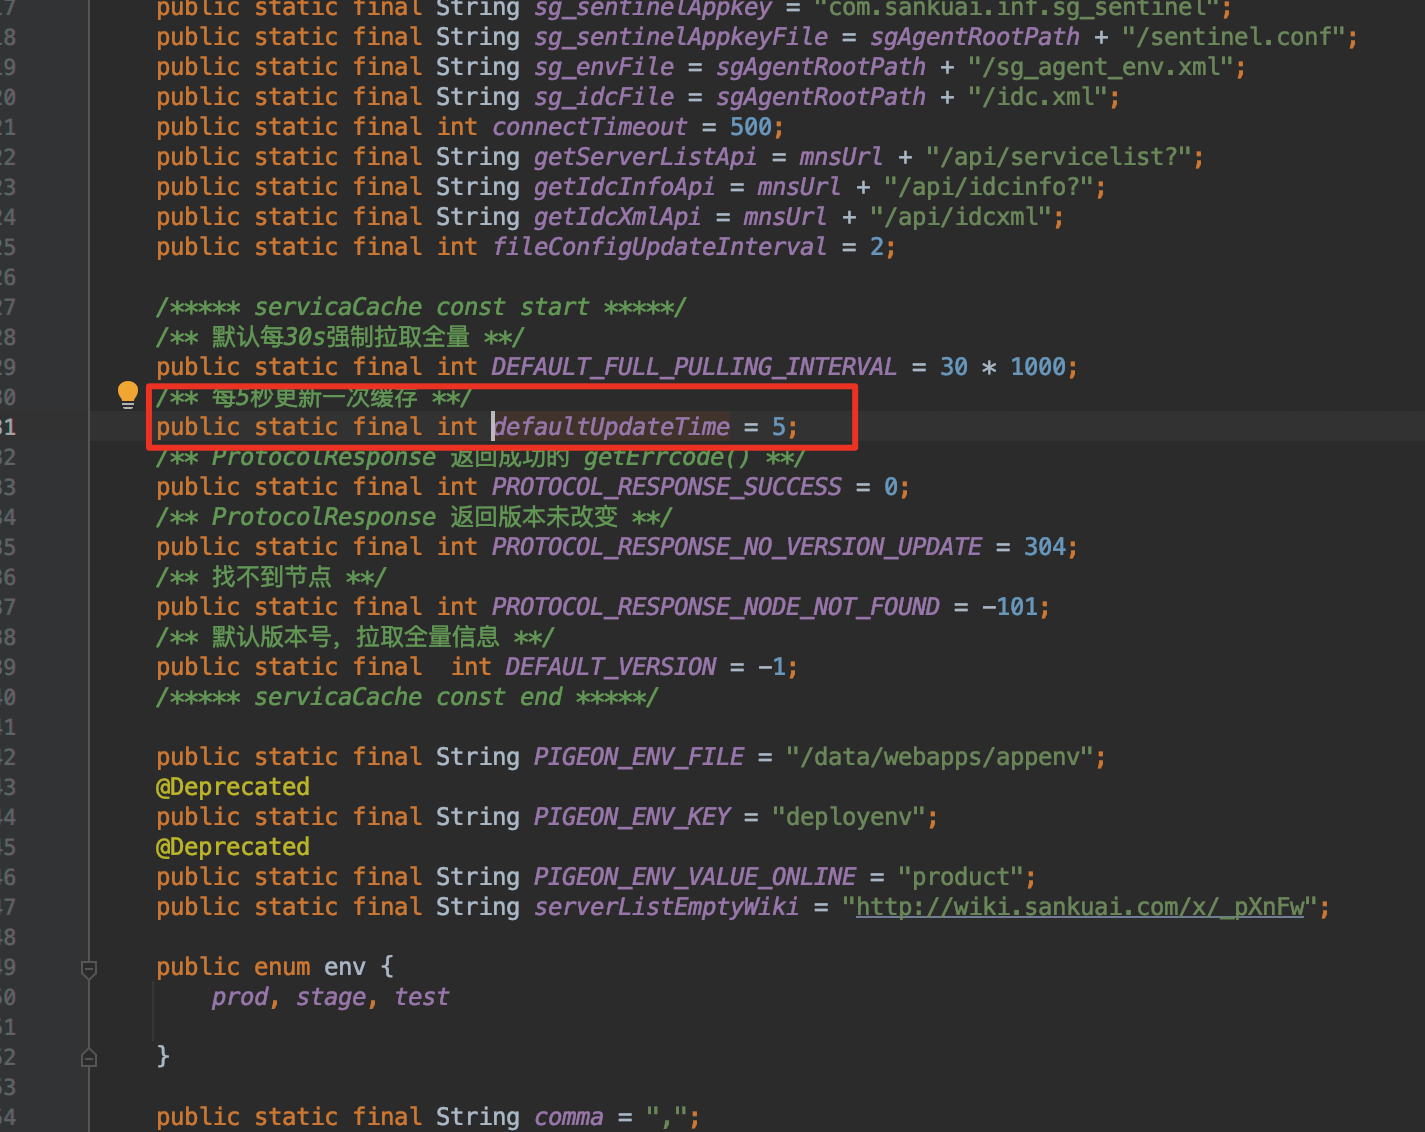 public static final String sg_sentinelAppkey = "com.sankuai.inf.sg_sentinel";
18 public static final String sg_sentinelAppkeyFile = sgAgentRootPath + "/sentinel.conf";
19 public static final String sg_envFile = sgAgentRootPath + "/sg_agent_env.xml";
20 public static final String sg_idcFile = sgAgentRootPath + "/idc.xml";
21 public static final int connectTimeout = 500;
22 public static final String getServerListApi = mnsUrl + "/api/servicelist?";
23 public static final String getIdcInfoApi = mnsUrl + "/api/idcinfo?";
24 public static final String getIdcXmlApi = mnsUrl + "/api/idcxml";
25 public static final int fileConfigUpdateInterval = 2;
26
27 /***** servicaCache const start *****/
28 /** 默认每30s强制拉取全量 **/
29 public static final int DEFAULT_FULL_PULLING_INTERVAL = 30 * 1000;
30 /** 每5秒更新一次缓存 **/
31 public static final int defaultUpdateTime = 5;
32 /** ProtocolResponse 返回成功的 getErrcode() **/
33 public static final int PROTOCOL_RESPONSE_SUCCESS = 0;
34 /** ProtocolResponse 返回版本未改变 **/
35 public static final int PROTOCOL_RESPONSE_NO_VERSION_UPDATE = 304;
36 /** 找不到节点 **/
37 public static final int PROTOCOL_RESPONSE_NODE_NOT_FOUND = -101;
38 /** 默认版本号，拉取全量信息 **/
39 public static final  int DEFAULT_VERSION = -1;
40 /***** servicaCache const end *****/
41
42 public static final String PIGEON_ENV_FILE = "/data/webapps/appenv";
43 @Deprecated
44 public static final String PIGEON_ENV_KEY = "deployenv";
45 @Deprecated
46 public static final String PIGEON_ENV_VALUE_ONLINE = "product";
47 public static final String serverListEmptyWiki = "http://wiki.sankuai.com/x/_pXnFw";
48
49 public enum env {
50 prod, stage, test
51
52 }
53
54 public static final String comma = ",";